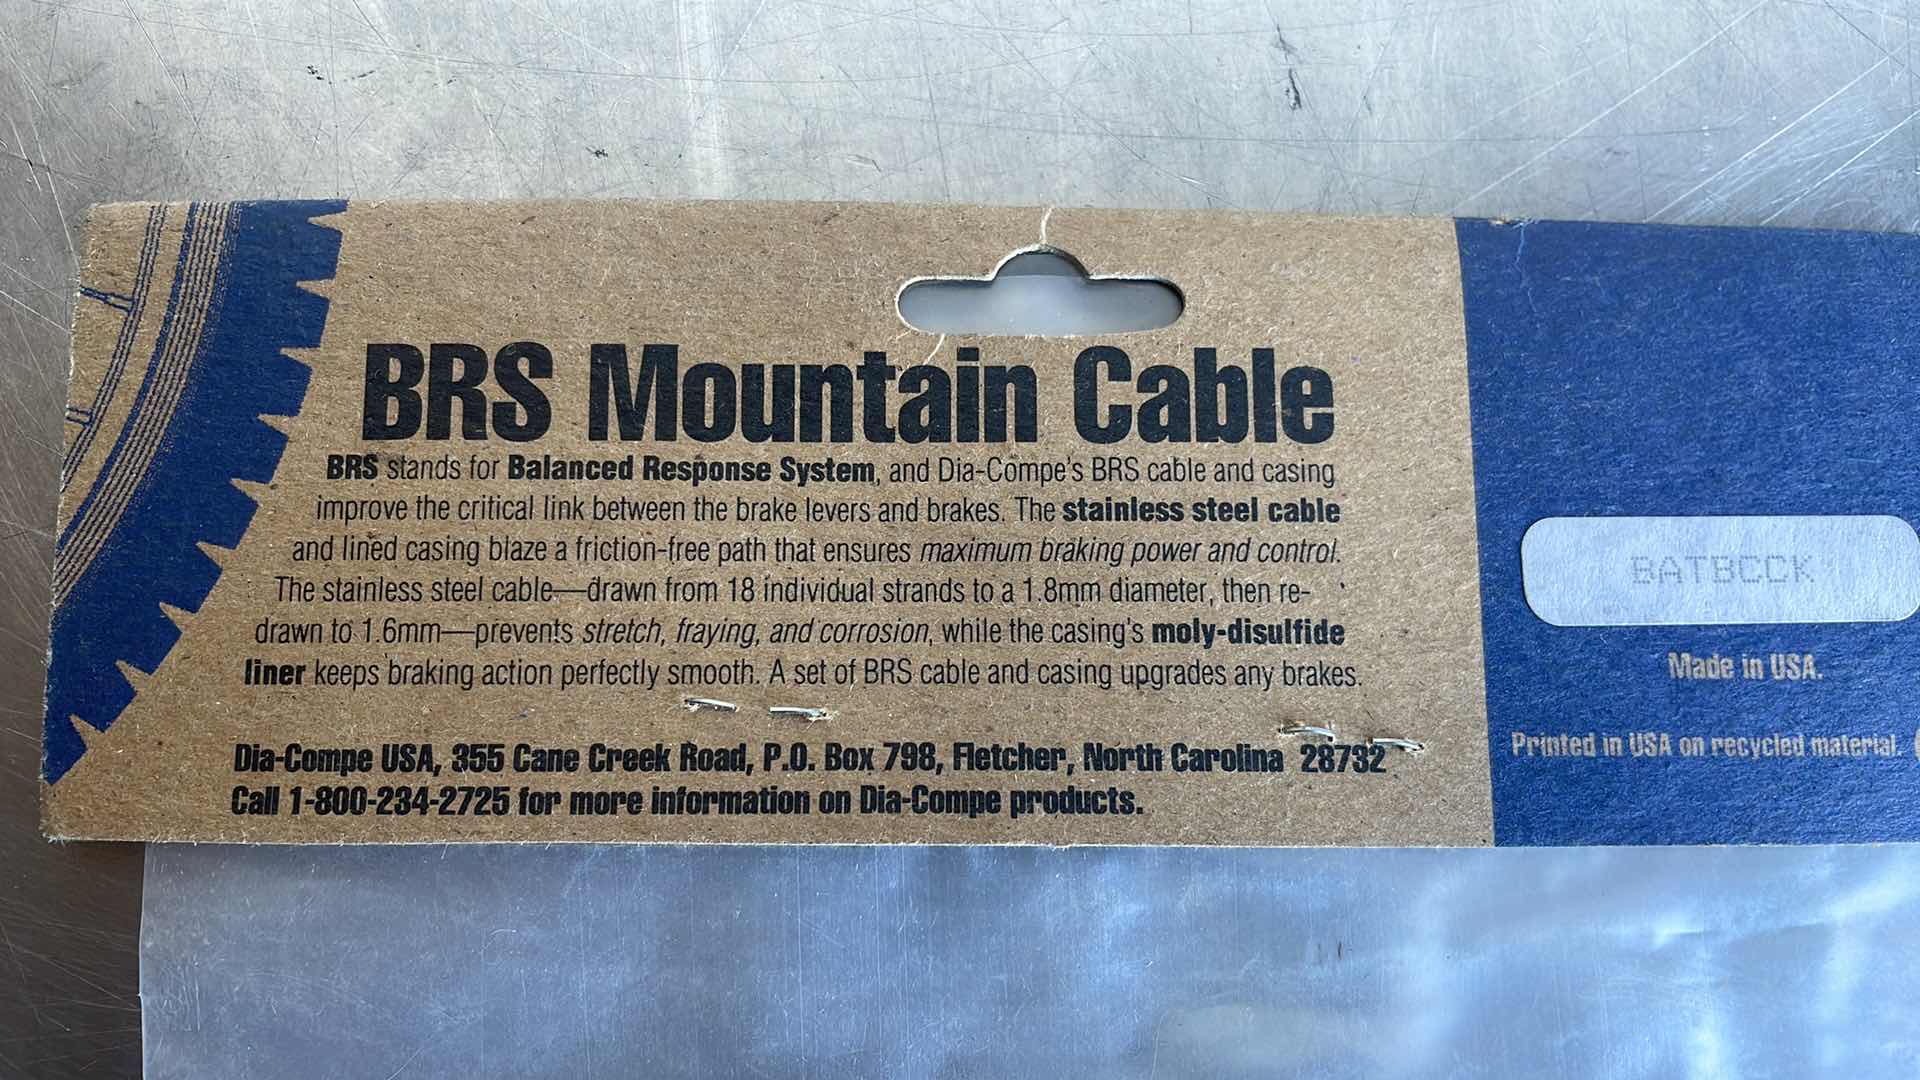 BRS Mountain Cable
BRS stands for Balanced Response System, and Dia-Compe's BRS cable and casing
improve the critical link between the brake levers and brakes. The stainless steel cable
and lined casing blaze a friction-free path that ensures maximum braking power and control.
The stainless steel cable—drawn from 18 individual strands to a 1.8mm diameter, then re-
drawn to 1.6mm—prevents stretch, fraying, and corrosion, while the casing's moly-disulfide
liner keeps braking action perfectly smooth. A set of BRS cable and casing upgrades any brakes.
Dia-Compe USA, 355 Cane Creek Road, P.O. Box 798, Fletcher, North Carolina 28732
Call 1-800-234-2725 for more information on Dia-Compe products.
BATBCCK
Made in USA.
Printed in USA on recycled material.